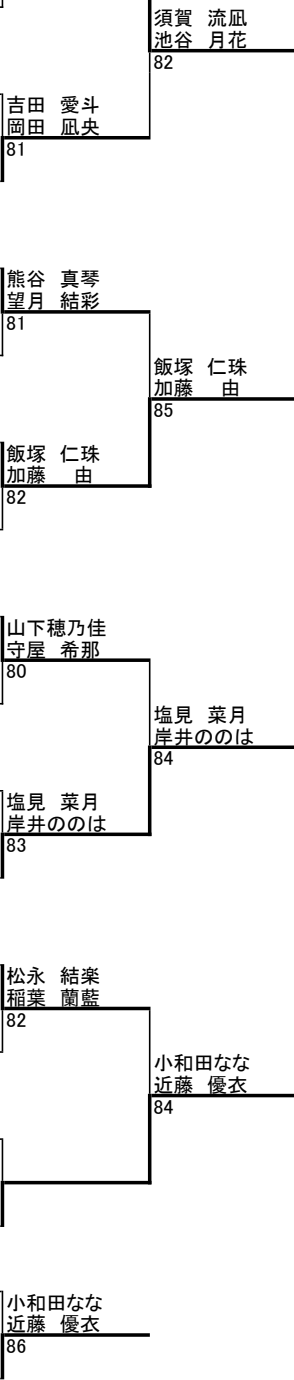 須賀 流凪
池谷 月花
82
吉田 愛斗
岡田 凪央
81
熊谷 真琴
望月 結彩
81
飯塚 仁珠
加藤 由
85
飯塚 仁珠
加藤 由
82
山下穂乃佳
守屋 希那
80
塩見 菜月
岸井ののは
84
塩見 菜月
岸井ののは
83
松永 結楽
稲葉 蘭藍
82
小和田なな
近藤 優衣
84
小和田なな
近藤 優衣
86